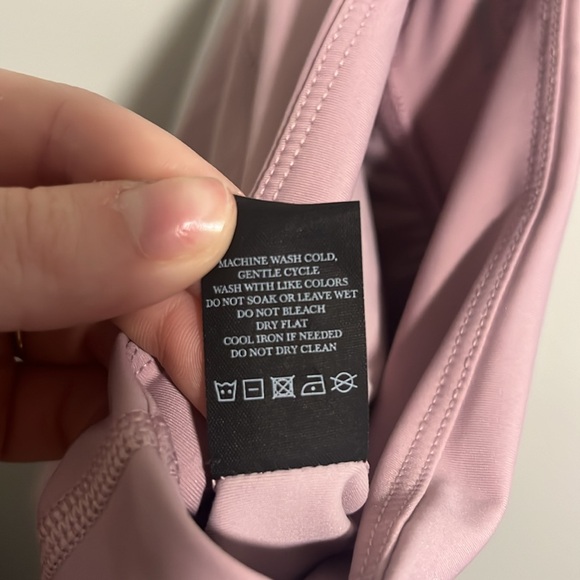 MACHINE WASH COLD,
GENTLE CYCLE
WASH WITH LIKE COLORS
DO NOT SOAK OR LEAVE WET
DO NOT BLEACH
DRY FLAT
COOL IRON IF NEEDED
DO NOT DRY CLEAN